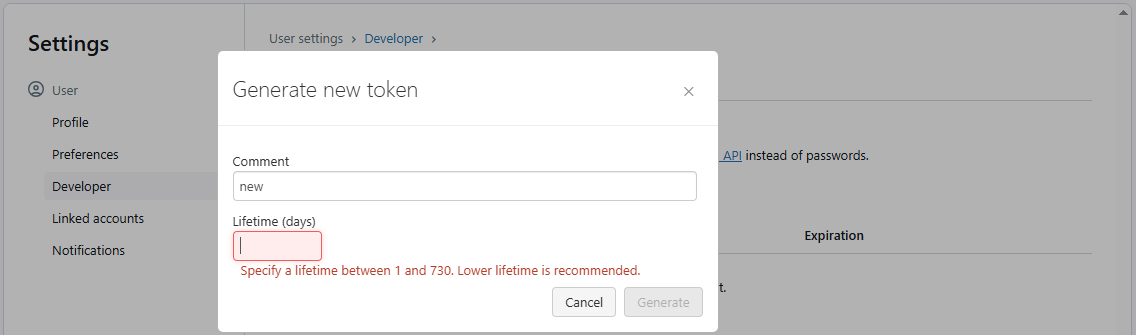 Settings
User settings > Developer >
User
Profile
Preferences
Developer
Linked accounts
Notifications
Generate new token
×
Comment
new
Lifetime (days)
Specify a lifetime between 1 and 730. Lower lifetime is recommended.
Cancel
Generate
API instead of passwords.
Expiration
t.